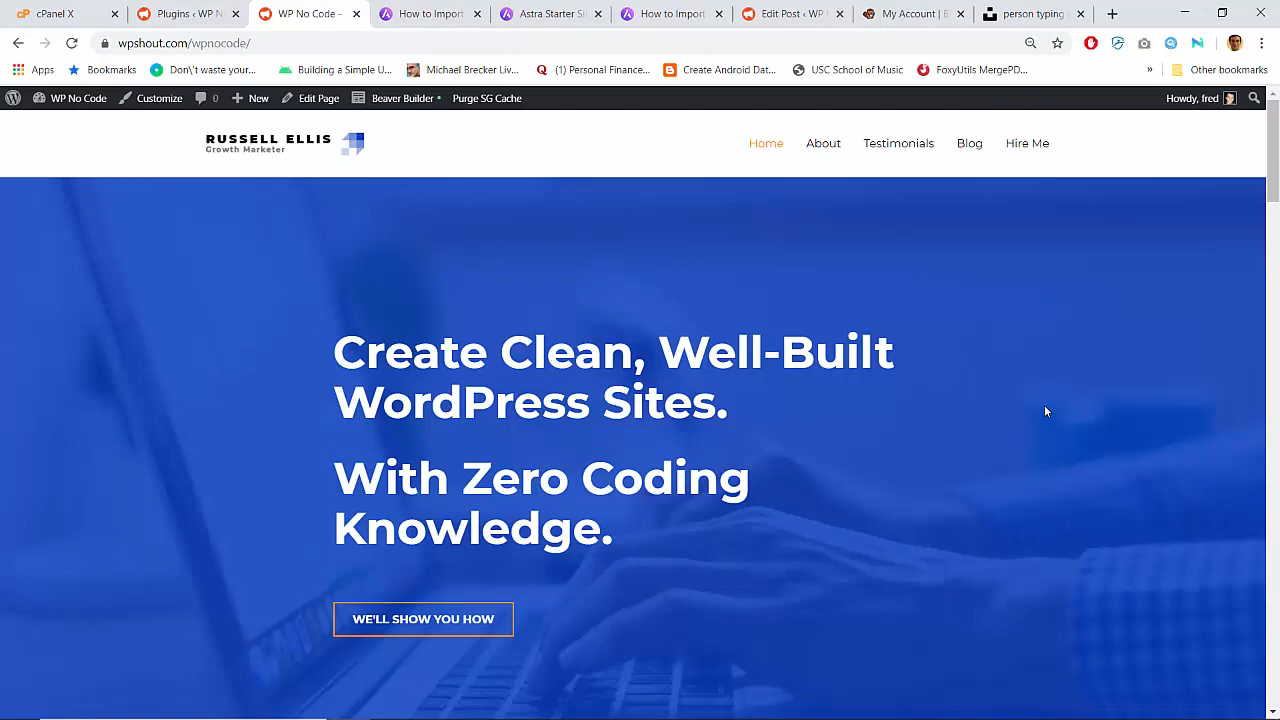 cPanel X
Plugins ‹ WP N
WP No Code –
How to Import
Astra Starter Si
How to Import
Edit Post ‹ WP
My Account | B
person typing
wpshout.com/wpnocode/
Apps
Bookmarks
Don\'t waste your...
Building a Simple U...
Michael Breer Liv...
(1) Personal Financ...
Create Android Dat...
USC School of Music
FoxyUtils MergePD...
»
Other bookmarks
WP No Code
Customize
0
New
Edit Page
Beaver Builder
Purge SG Cache
Howdy, fred
RUSSELL ELLIS
Growth Marketer
Home
About
Testimonials
Blog
Hire Me
Create Clean, Well-Built
WordPress Sites.
With Zero Coding
Knowledge.
WE'LL SHOW YOU HOW